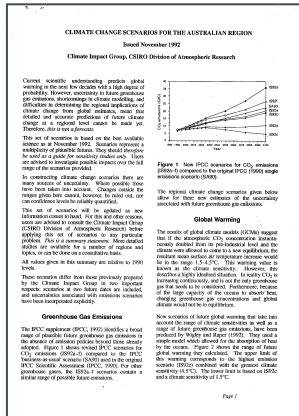 CLIMATE CHANGE SCENARIOS FOR THE AUSTRALIAN REGION
Issued November 1992
Climate Impact Group, CSIRO Division of Atmospheric Research
Current scientific understanding predicts global
warming in the next few decades with a high degree
of probability. However, uncertainty in future greenhouse
gas emissions, shortcomings in climate modelling, and
difficulties in determining the regional implications of
climate change from global estimates, mean that
detailed and accurate predictions of future climate
change at a regional level cannot be made yet.
Therefore, this is not a forecast.
This set of scenarios is based on the best available
science as at November 1992. Scenarios represent a
multiplicity of plausible futures. They should therefore
be used as a guide for sensitivity studies only. Users
are advised to investigate possible impacts over the full
range of the scenarios provided.
In constructing climate change scenarios there are
many sources of uncertainty. Where possible these
have been taken into account. Changes outside the
ranges given here cannot, however, be ruled out, nor
can confidence levels be reliably quantified.
This set of scenarios will be updated as new
information comes to hand. For this and other reasons,
users are advised to consult the Climate Impact Group
(CSIRO Division of Atmospheric Research) before
applying this set of scenarios to any particular
problem. This is a summary statement. More detailed
studies are available for a number of regions and
topics, or can be done on a consultative basis.
All values given in this summary are relative to 1990
levels.
These scenarios differ from those previously prepared
by the Climate Impact Group in two important
respects: scenarios at two future dates are included;
and uncertainties associated with emissions scenarios
have been incorporated explicitly.
Greenhouse Gas Emissions
The IPCC supplement (IPCC, 1992) identifies a broad
range of plausible future greenhouse gas emissions in
the absence of emission policies beyond those already
adopted. Figure 1 shows revised IPCC scenarios for
CO2 emissions (IS92a-f) compared to the IPCC
'business-as-usual' scenario (SA90) used in the original
IPCC Scientific Assessment (IPCC, 1990). For other
greenhouse gases, the IS92a-f scenarios contain a
similar range of possible future emissions.
Year
Figure 1 New IPCC scenarios for CO2 emissions
(IS92a-f) compared to the original IPCC (1990) single
emissions scenario (SA90).
The regional climate change scenarios given below
allow for these new estimates of the uncertainty
associated with future greenhouse gas emissions.
Global Warming
The results of global climate models (GCMs) suggest
that if the atmospheric CO2 concentration instantan-
eously doubled from its pre-industrial level and the
climate were allowed to come to a new equilibrium, the
resultant mean surface air temperature increase would
lie in the range 1.5-4.5°C. This warming value is
known as the climate sensitivity. However, this
describes a highly idealised situation. In reality CO2 is
increasing continuously, and is not the only greenhouse
gas that needs to be considered. Furthermore, because
of the large capacity of the oceans to absorb heat,
changing greenhouse gas concentrations and global
climate would not be in equilibrium.
New scenarios of future global warming that take into
account the range of climate sensitivities as well as a
range of future greenhouse gas emissions, have been
produced by Wigley and Raper (1992). They used a
simple model which allowed for the absorption of heat
by the oceans. Figure 2 shows the range of future
global warming they calculated. The upper limit of
this warming corresponds to the highest emission
scenario (IS92e) combined with the greatest climate
sensitivity (4.5°C). The lower limit is based on IS92c
and a climate sensitivity of 1.5°C.
Page 1